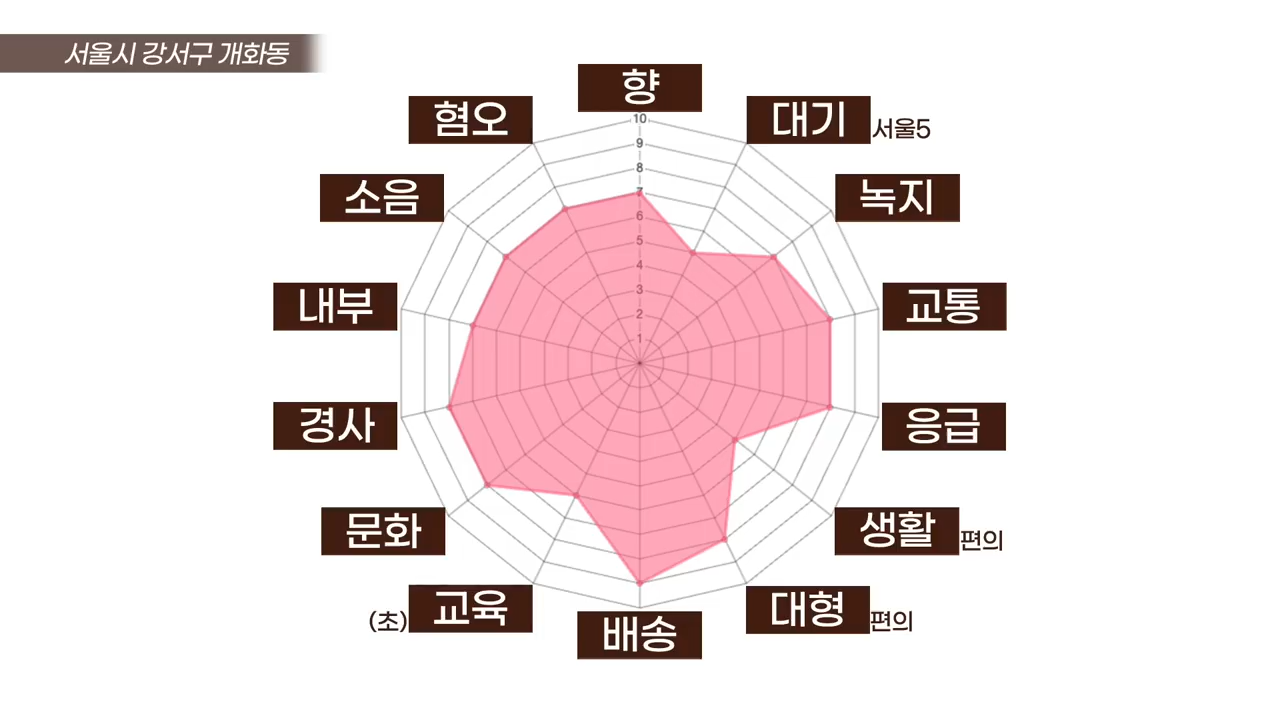 서울시 강서구 개화동
향
혐오
대기 서울5
소음
녹지
내부
교통
경사
응급
문화
생활 편의
(초) 교육
대형 편의
배송
10
9
8
7
6
5
4
3
2
1